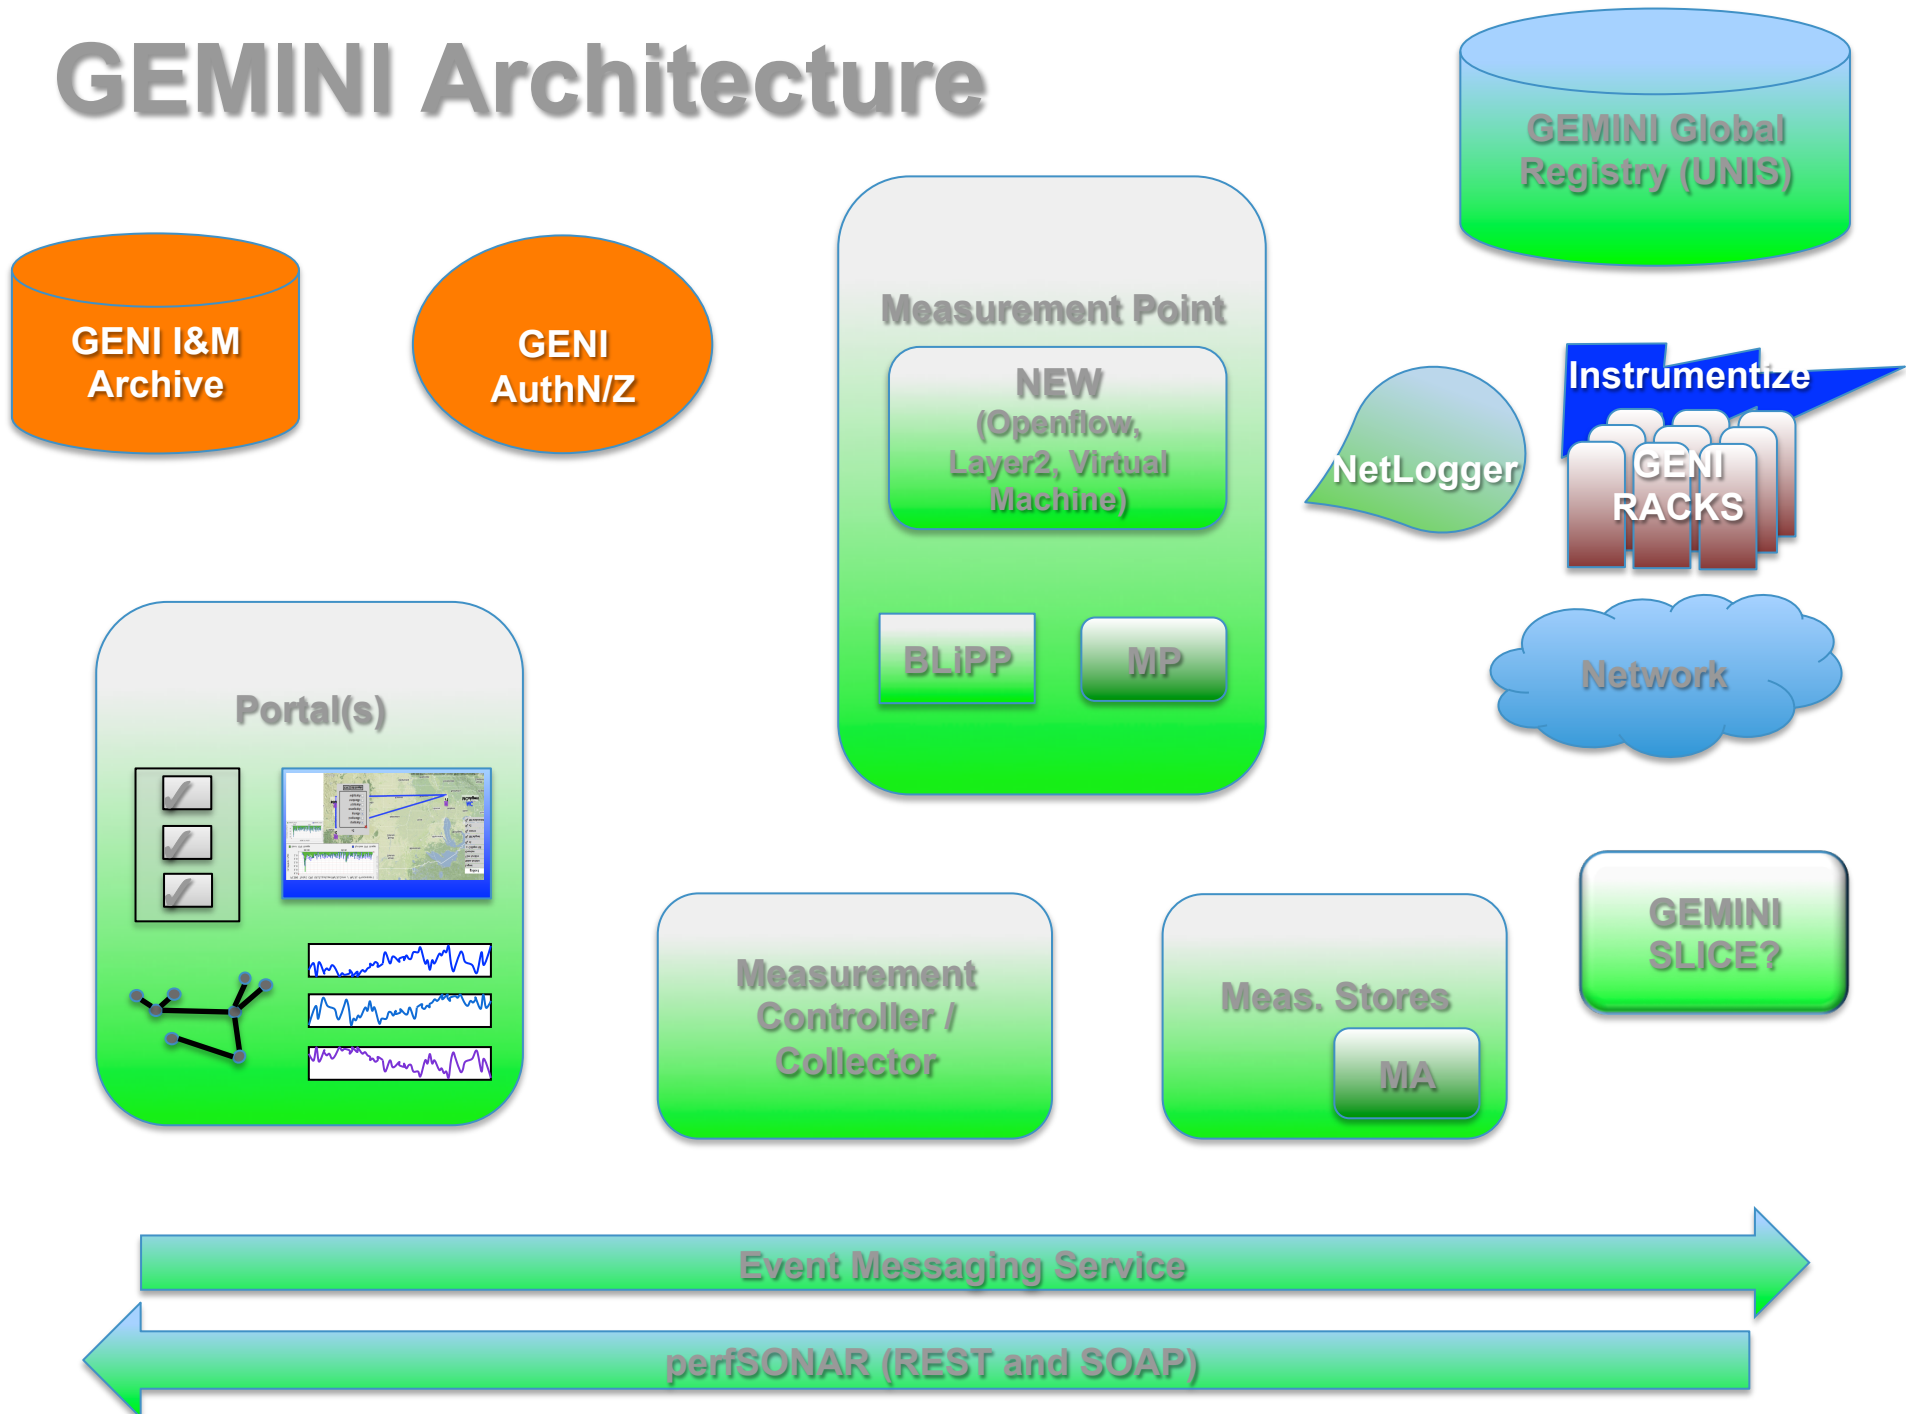 GEMINI Architecture
GEMINI Global
Registry (UNIS)
GENI I&M
Archive
GENI
AuthN/Z
Measurement Point
NEW
(Openflow,
Layer2, Virtual
Machine)
BLiPP
MP
NetLogger
Instrumentize
GENI
RACKS
Network
Portal(s)
Measurement
Controller /
Collector
Meas. Stores
MA
GEMINI
SLICE?
Event Messaging Service
perfSONAR (REST and SOAP)